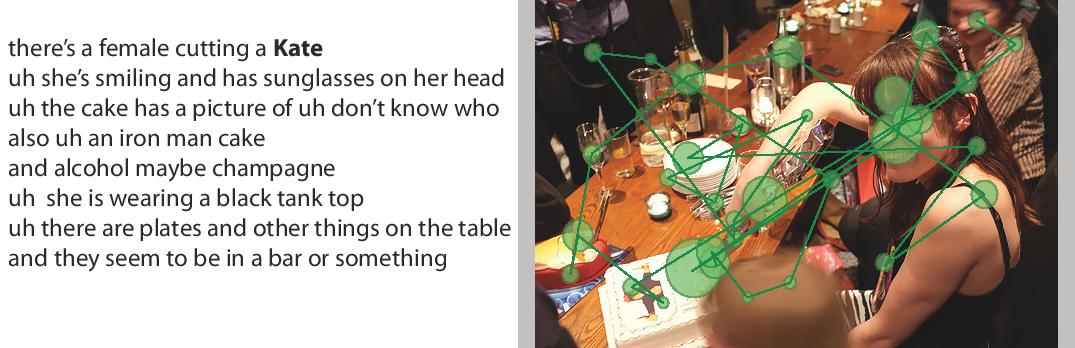 there's a female cutting a Kate
uh she's smiling and has sunglasses on her head
uh the cake has a picture of uh don't know who
also uh an iron man cake
and alcohol maybe champagne
uh she is wearing a black tank top
uh there are plates and other things on the table
and they seem to be in a bar or something